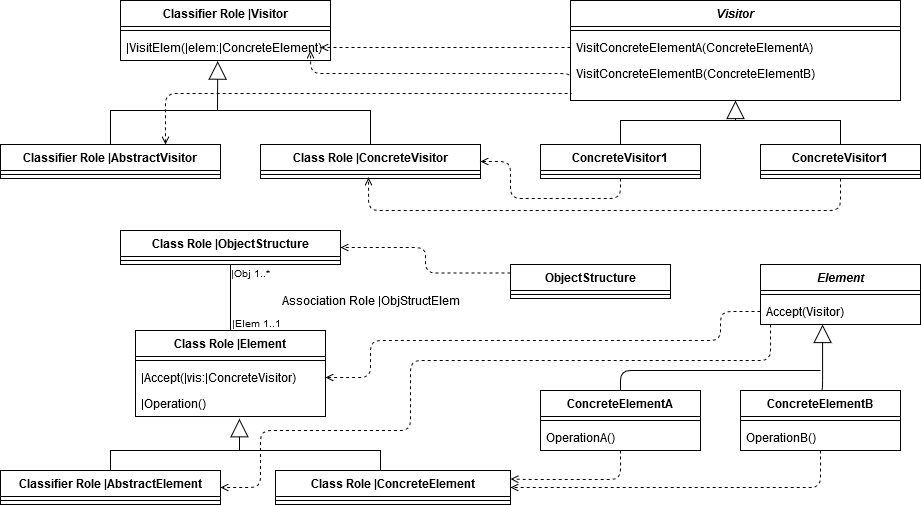 Classifier Role |Visitor
|VisitElem(|elem:|ConcreteElement)
Visitor
VisitConcreteElementA(ConcreteElementA)
VisitConcreteElementB(ConcreteElementB)
Classifier Role |AbstractVisitor
Class Role |ConcreteVisitor
ConcreteVisitor1
ConcreteVisitor1
Class Role |ObjectStructure
|Obj 1..*
Association Role |ObjStructElem
|Elem 1..1
ObjectStructure
Element
Accept(Visitor)
Class Role |Element
|Accept(|vis:|ConcreteVisitor)
|Operation()
ConcreteElementA
OperationA()
ConcreteElementB
OperationB()
Classifier Role |AbstractElement
Class Role |ConcreteElement